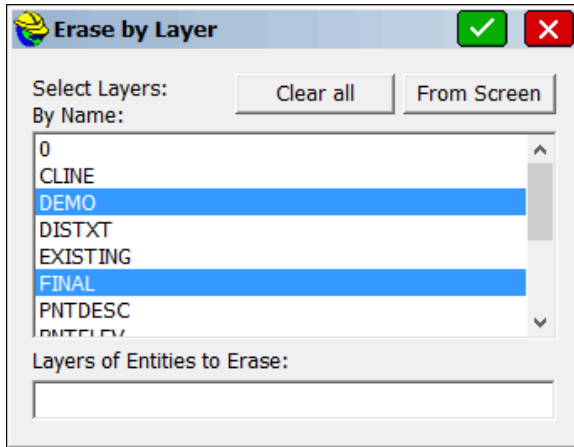 Erase by Layer
Select Layers:
Clear all
From Screen
By Name:
0
CLINE
DEMO
DISTXT
EXISTING
FINAL
PNTDESC
PNTELEV
Layers of Entities to Erase: